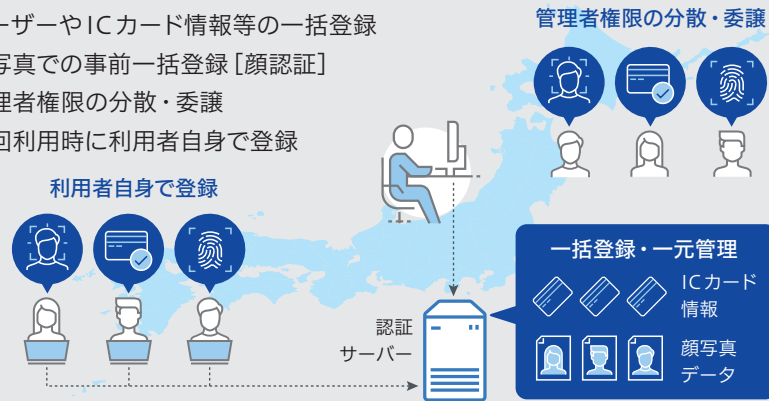 ーザーやICカード情報等の一括登録
写真での事前一括登録[顔認証]
理者権限の分散・委譲
回利用時に利用者自身で登録
管理者権限の分散・委譲
利用者自身で登録
認証
サーバー
一括登録・一元管理
ICカード
情報
顔写真
データ